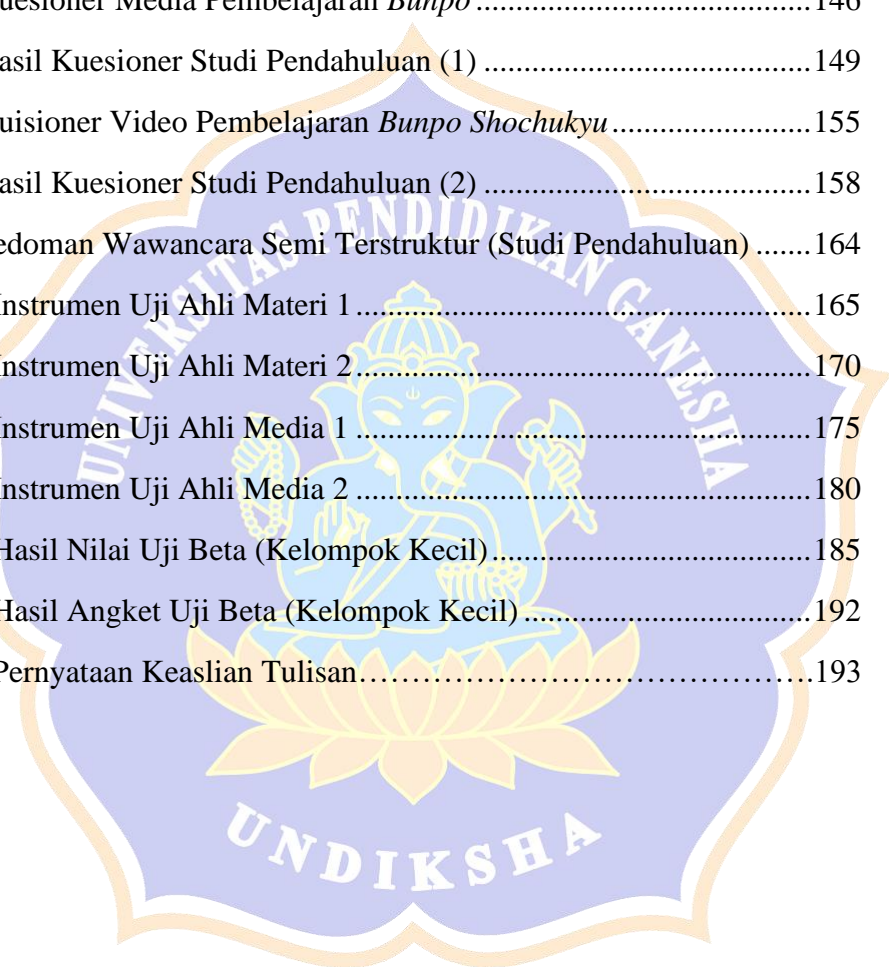 uesioner Media Pembelajaran Bunpo ........................................146
asil Kuesioner Studi Pendahuluan (1) .......................................149
uisioner Video Pembelajaran Bunpo Shochukyu ........................155
asil Kuesioner Studi Pendahuluan (2) .......................................158
edoman Wawancara Semi Terstruktur (Studi Pendahuluan) .......164
Instrumen Uji Ahli Materi 1 .......................................................165
Instrumen Uji Ahli Materi 2 .......................................................170
Instrumen Uji Ahli Media 1 .......................................................175
Instrumen Uji Ahli Media 2 .......................................................180
Hasil Nilai Uji Beta (Kelompok Kecil) ......................................185
Hasil Angket Uji Beta (Kelompok Kecil) ..................................192
Pernyataan Keaslian Tulisan……………………………………….193
UNIVERSITAS PENDIDIKAN GANESHA
UNDIKSHA